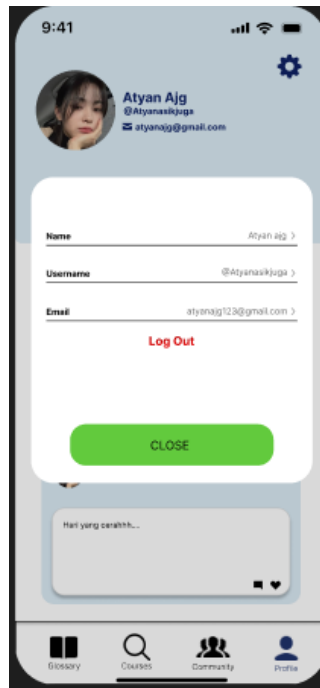 9:41
Atyan Ajg
@Atyanasikjuga
atyanajg@gmail.com
Name Atyan ajg >
Username @Atyanasikjuga >
Email atyanajg123@gmail.com >
Log Out
CLOSE
Hari yang cerahhh....
Glossary Courses Community Profile